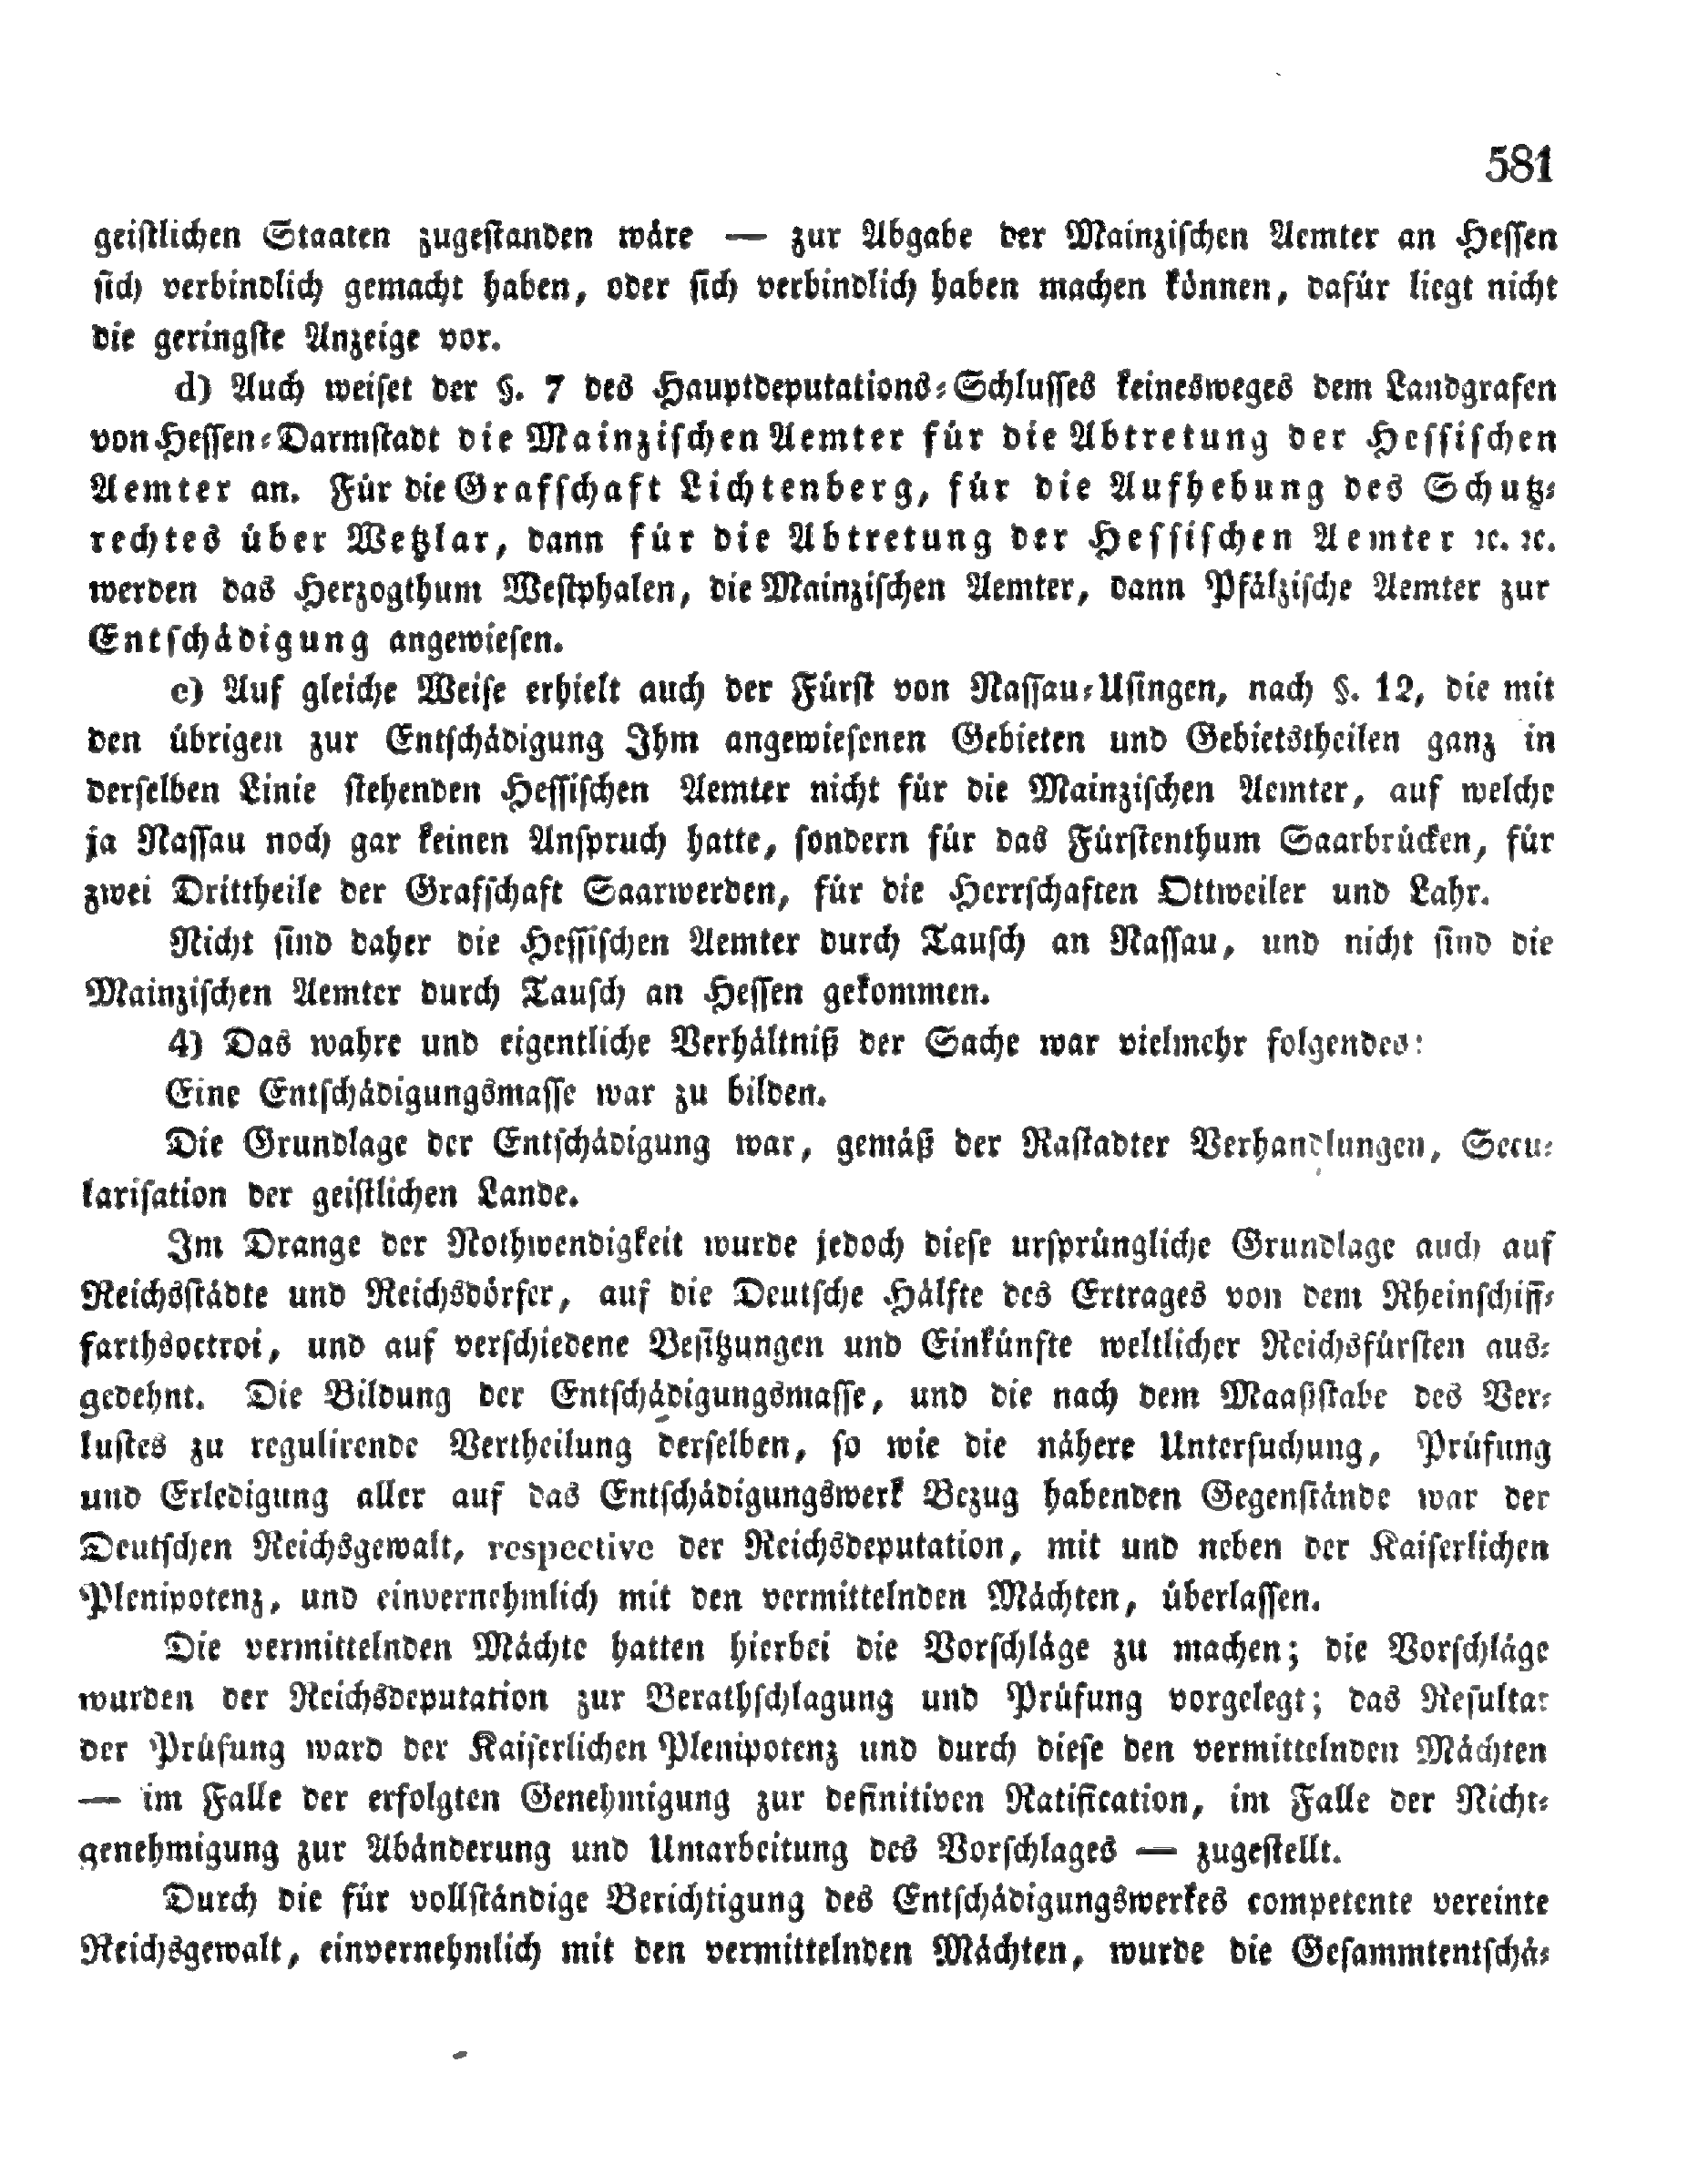 581
geistlichen Staaten zugestanden wäre — zur Abgabe der Mainzischen Aemter an Hessen
sich verbindlich gemacht haben, oder sich verbindlich haben machen können, dafür liegt nicht
die geringste Anzeige vor.
d) Auch weiset der §. 7 des Hauptdeputations-Schlusses keinesweges dem Landgrafen
von Hessen-Darmstadt die Mainzischen Aemter für die Abtretung der Hessischen
Aemter an. Für die Grafschaft Lichtenberg, für die Aufhebung des Schutz-
rechtes über Wetzlar, dann für die Abtretung der Hessischen Aemter ꝛc. ꝛc.
werden das Herzogthum Westphalen, die Mainzischen Aemter, dann Pfälzische Aemter zur
Entschädigung angewiesen.
e) Auf gleiche Weise erhielt auch der Fürst von Nassau-Usingen, nach §. 12, die mit
den übrigen zur Entschädigung Ihm angewiesenen Gebieten und Gebietstheilen ganz in
derselben Linie stehenden Hessischen Aemter nicht für die Mainzischen Aemter, auf welche
ja Nassau noch gar keinen Anspruch hatte, sondern für das Fürstenthum Saarbrücken, für
zwei Drittheile der Grafschaft Saarwerden, für die Herrschaften Ottweiler und Lahr.
Nicht sind daher die Hessischen Aemter durch Tausch an Nassau, und nicht sind die
Mainzischen Aemter durch Tausch an Hessen gekommen.
4) Das wahre und eigentliche Verhältniß der Sache war vielmehr folgendes:
Eine Entschädigungsmasse war zu bilden.
Die Grundlage der Entschädigung war, gemäß der Rastadter Verhandlungen, Secu-
larisation der geistlichen Lande.
Im Drange der Nothwendigkeit wurde jedoch diese ursprüngliche Grundlage auch auf
Reichsstädte und Reichsdörfer, auf die Deutsche Hälfte des Ertrages von dem Rheinschiff-
farthsoctroi, und auf verschiedene Besitzungen und Einkünfte weltlicher Reichsfürsten aus-
gedehnt. Die Bildung der Entschädigungsmasse, und die nach dem Maasstabe des Ver-
lustes zu regulirende Vertheilung derselben, so wie die nähere Untersuchung, Prüfung
und Erledigung aller auf das Entschädigungswerk Bezug habenden Gegenstände war der
Deutschen Reichsgewalt, respective der Reichsdeputation, mit und neben der Kaiserlichen
Plenipotenz, und einvernehmlich mit den vermittelnden Mächten, überlassen.
Die vermittelnden Mächte hatten hierbei die Vorschläge zu machen; die Vorschläge
wurden der Reichsdeputation zur Berathschlagung und Prüfung vorgelegt; das Resultat
der Prüfung ward der Kaiserlichen Plenipotenz und durch diese den vermittelnden Mächten
— im Falle der erfolgten Genehmigung zur definitiven Ratification, im Falle der Nicht-
genehmigung zur Abänderung und Umarbeitung des Vorschlages — zugestellt.
Durch die für vollständige Berichtigung des Entschädigungswerkes competente vereinte
Reichsgewalt, einvernehmlich mit den vermittelnden Mächten, wurde die Gesammtentschä-